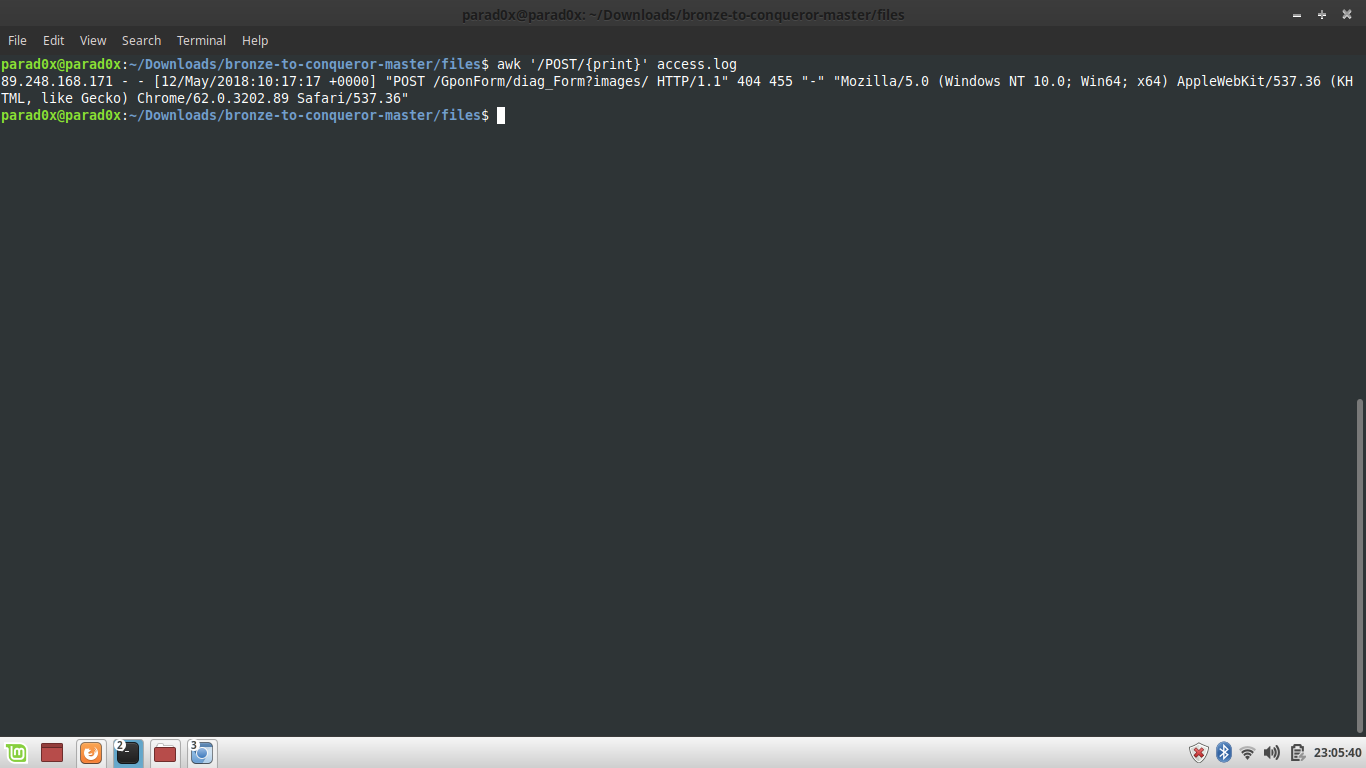 parad0x@parad0x: ~/Downloads/bronze-to-conqueror-master/files
File Edit View Search Terminal Help
parad0x@parad0x:~/Downloads/bronze-to-conqueror-master/files$ awk '/POST/{print}' access.log
89.248.168.171 - - [12/May/2018:10:17:17 +0000] "POST /GponForm/diag_Form?images/ HTTP/1.1" 404 455 "-" "Mozilla/5.0 (Windows NT 10.0; Win64; x64) AppleWebKit/537.36 (KH
TML, like Gecko) Chrome/62.0.3202.89 Safari/537.36"
parad0x@parad0x:~/Downloads/bronze-to-conqueror-master/files$
2 3 23:05:40